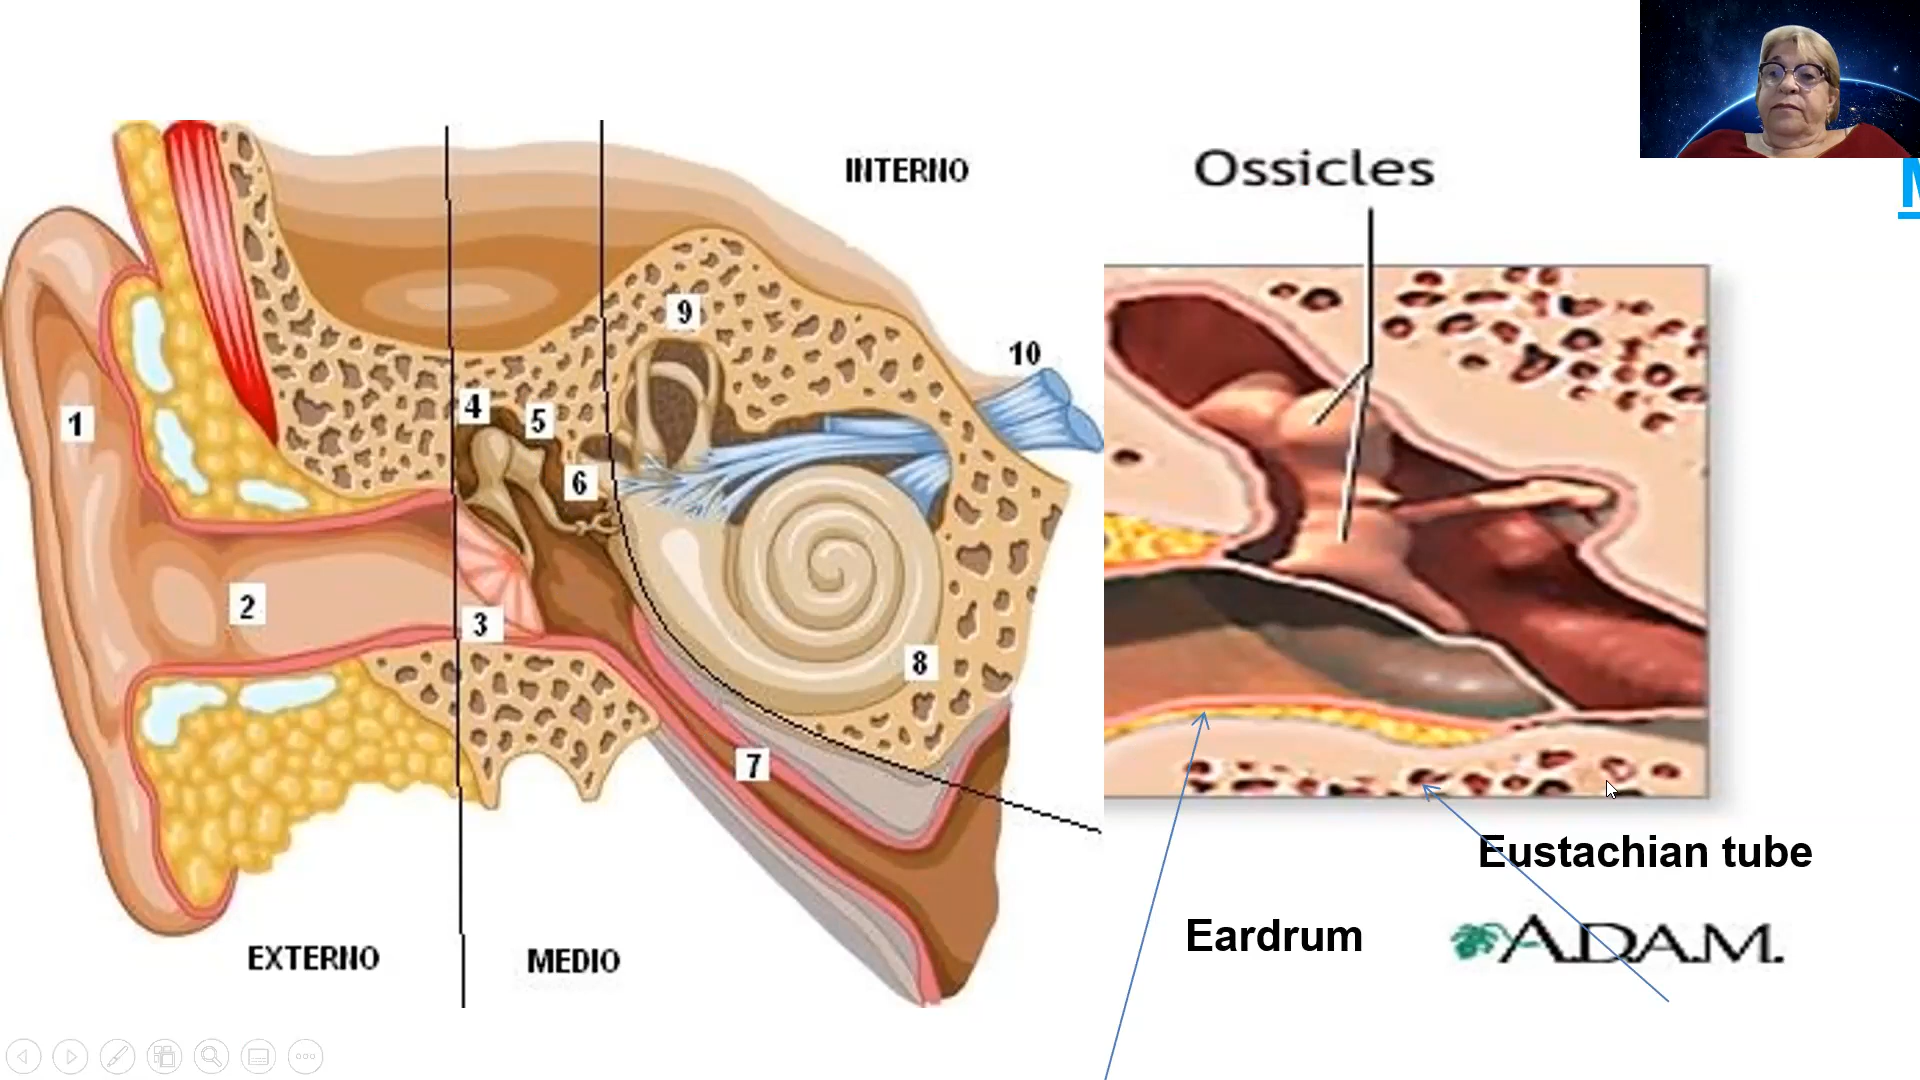 INTERNO
Ossicles
M
9
10
4
5
1
6
2
3
8
7
Eustachian tube
Eardrum
A.D.A.M.
EXTERNO
MEDIO